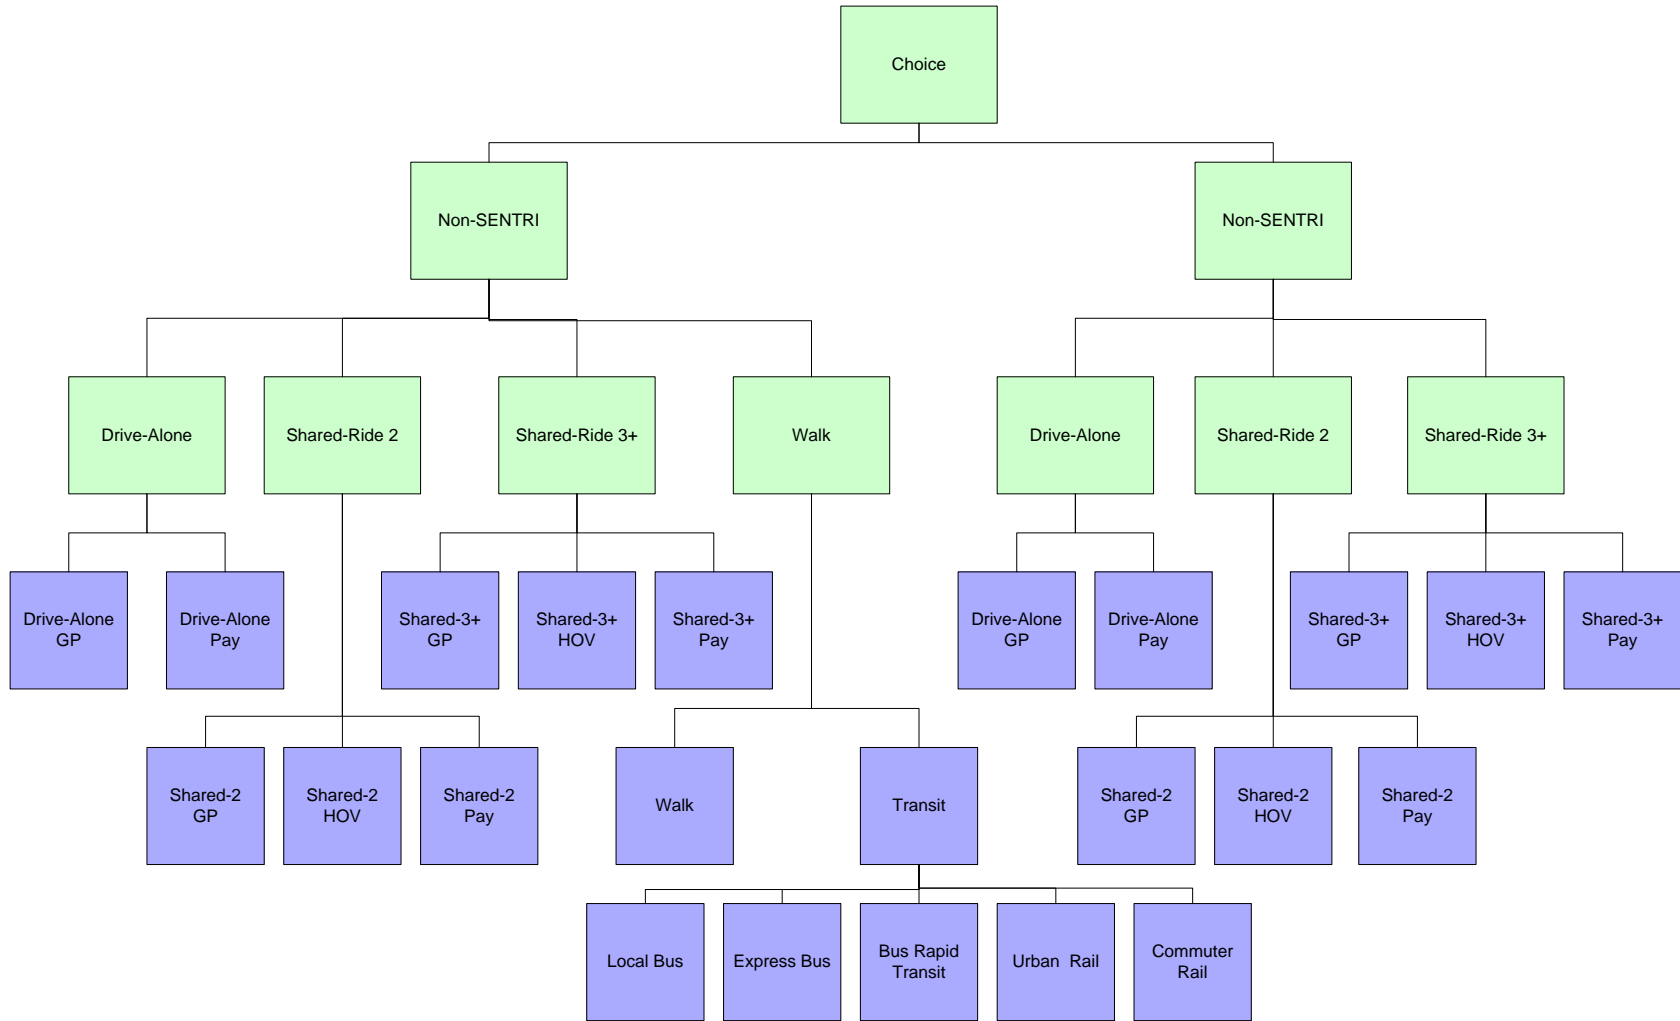 Choice
Non-SENTRI
Non-SENTRI
Drive-Alone
Shared-Ride 2
Shared-Ride 3+
Walk
Drive-Alone
Shared-Ride 2
Shared-Ride 3+
Drive-Alone
GP
Drive-Alone
Pay
Shared-3+
GP
Shared-3+
HOV
Shared-3+
Pay
Drive-Alone
GP
Drive-Alone
Pay
Shared-3+
GP
Shared-3+
HOV
Shared-3+
Pay
Shared-2
GP
Shared-2
HOV
Shared-2
Pay
Walk
Transit
Shared-2
GP
Shared-2
HOV
Shared-2
Pay
Local Bus
Express Bus
Bus Rapid
Transit
Urban  Rail
Commuter
Rail